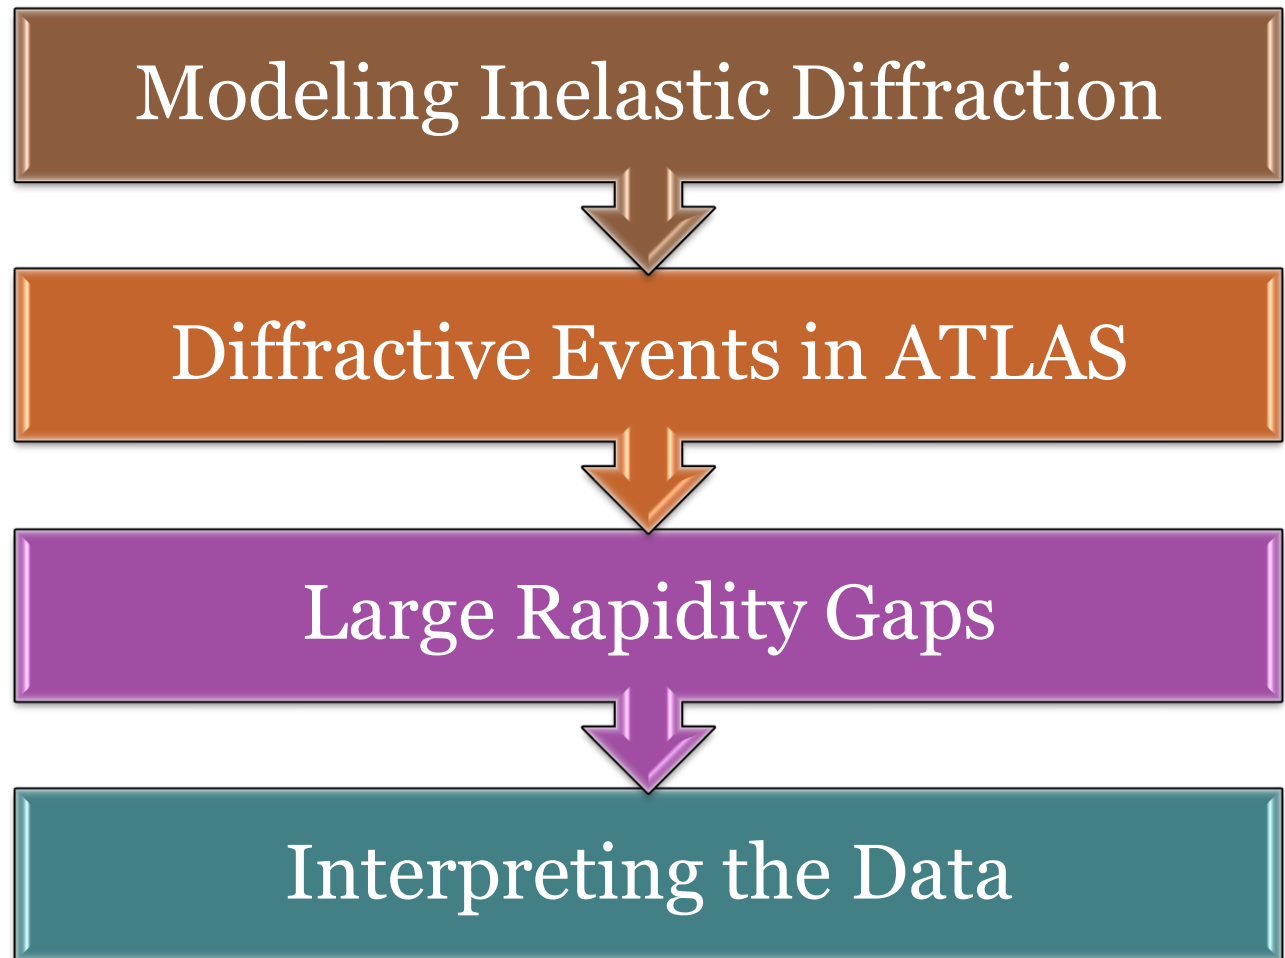 Modeling Inelastic Diffraction
Diffractive Events in ATLAS
Large Rapidity Gaps
Interpreting the Data